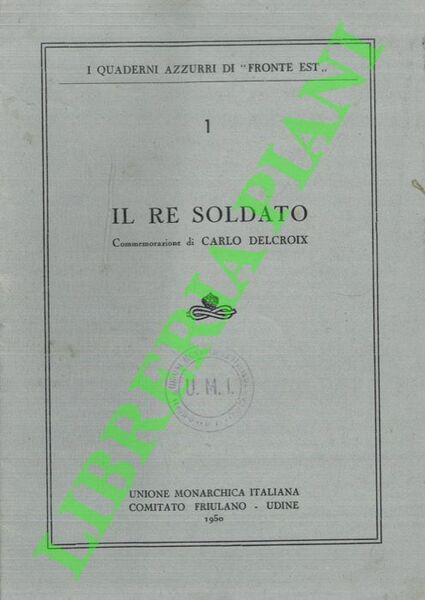 I QUADERNI AZZURRI DI "FRONTE EST„
1
IL RE SOLDATO
Commemorazione di CARLO DELCROIX
U. M. I.
UNIONE MONARCHICA ITALIANA
COMITATO FRIULANO - UDINE
1950
LIBRERIA PIANI